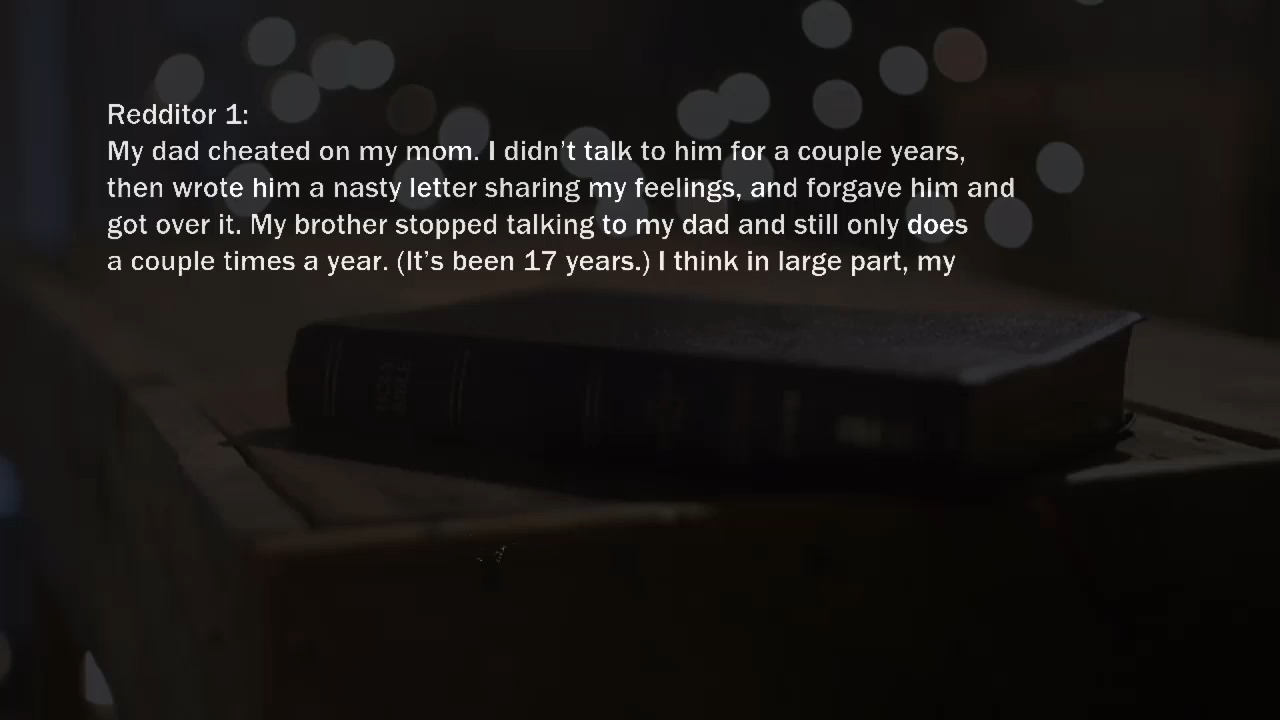 Redditor 1:
My dad cheated on my mom. I didn’t talk to him for a couple years,
then wrote him a nasty letter sharing my feelings, and forgave him and
got over it. My brother stopped talking to my dad and still only does
a couple times a year. (It’s been 17 years.) I think in large part, my
HOLY BIBLE